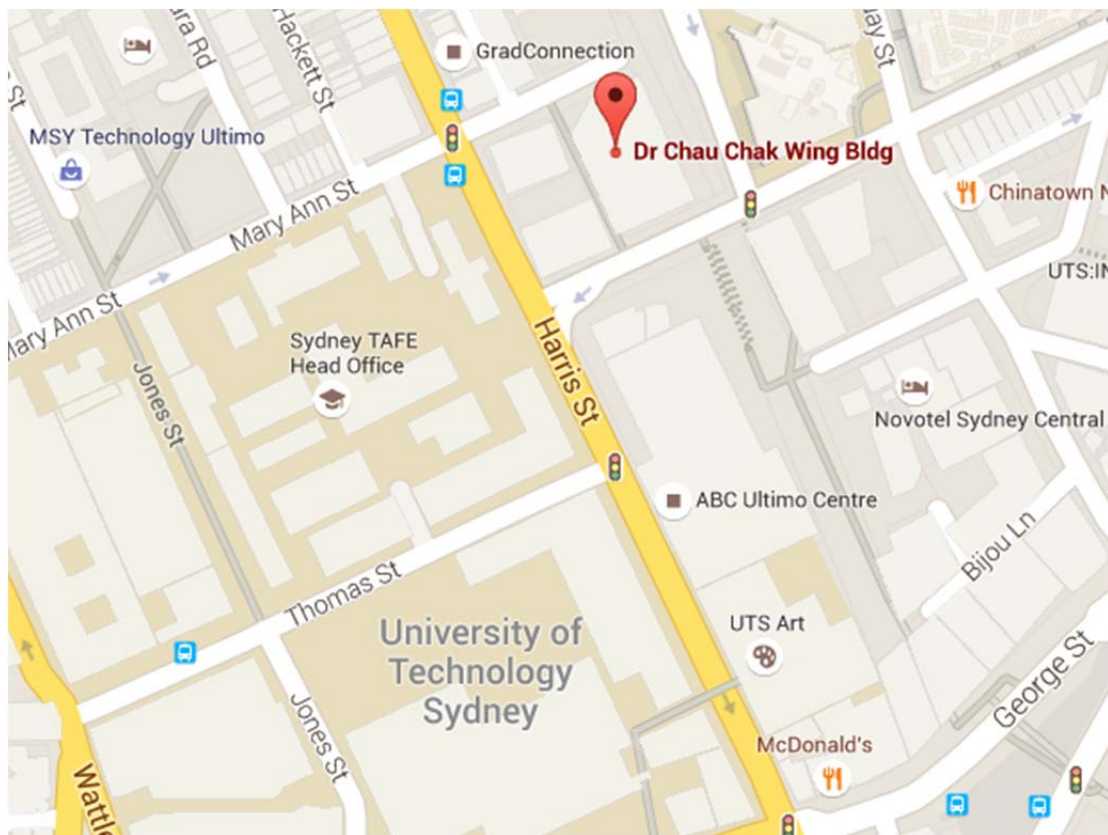 Hackett St
GradConnection
MSY Technology Ultimo
Dr Chau Chak Wing Bldg
Chinatown
Mary Ann St
UTS:
Mary Ann St
Sydney TAFE
Head Office
Harris St
Jones St
Novotel Sydney Central
ABC Ultimo Centre
Bijou Ln
Thomas St
University of
Technology
Sydney
UTS Art
George St
Jones St
McDonald's
Wattle